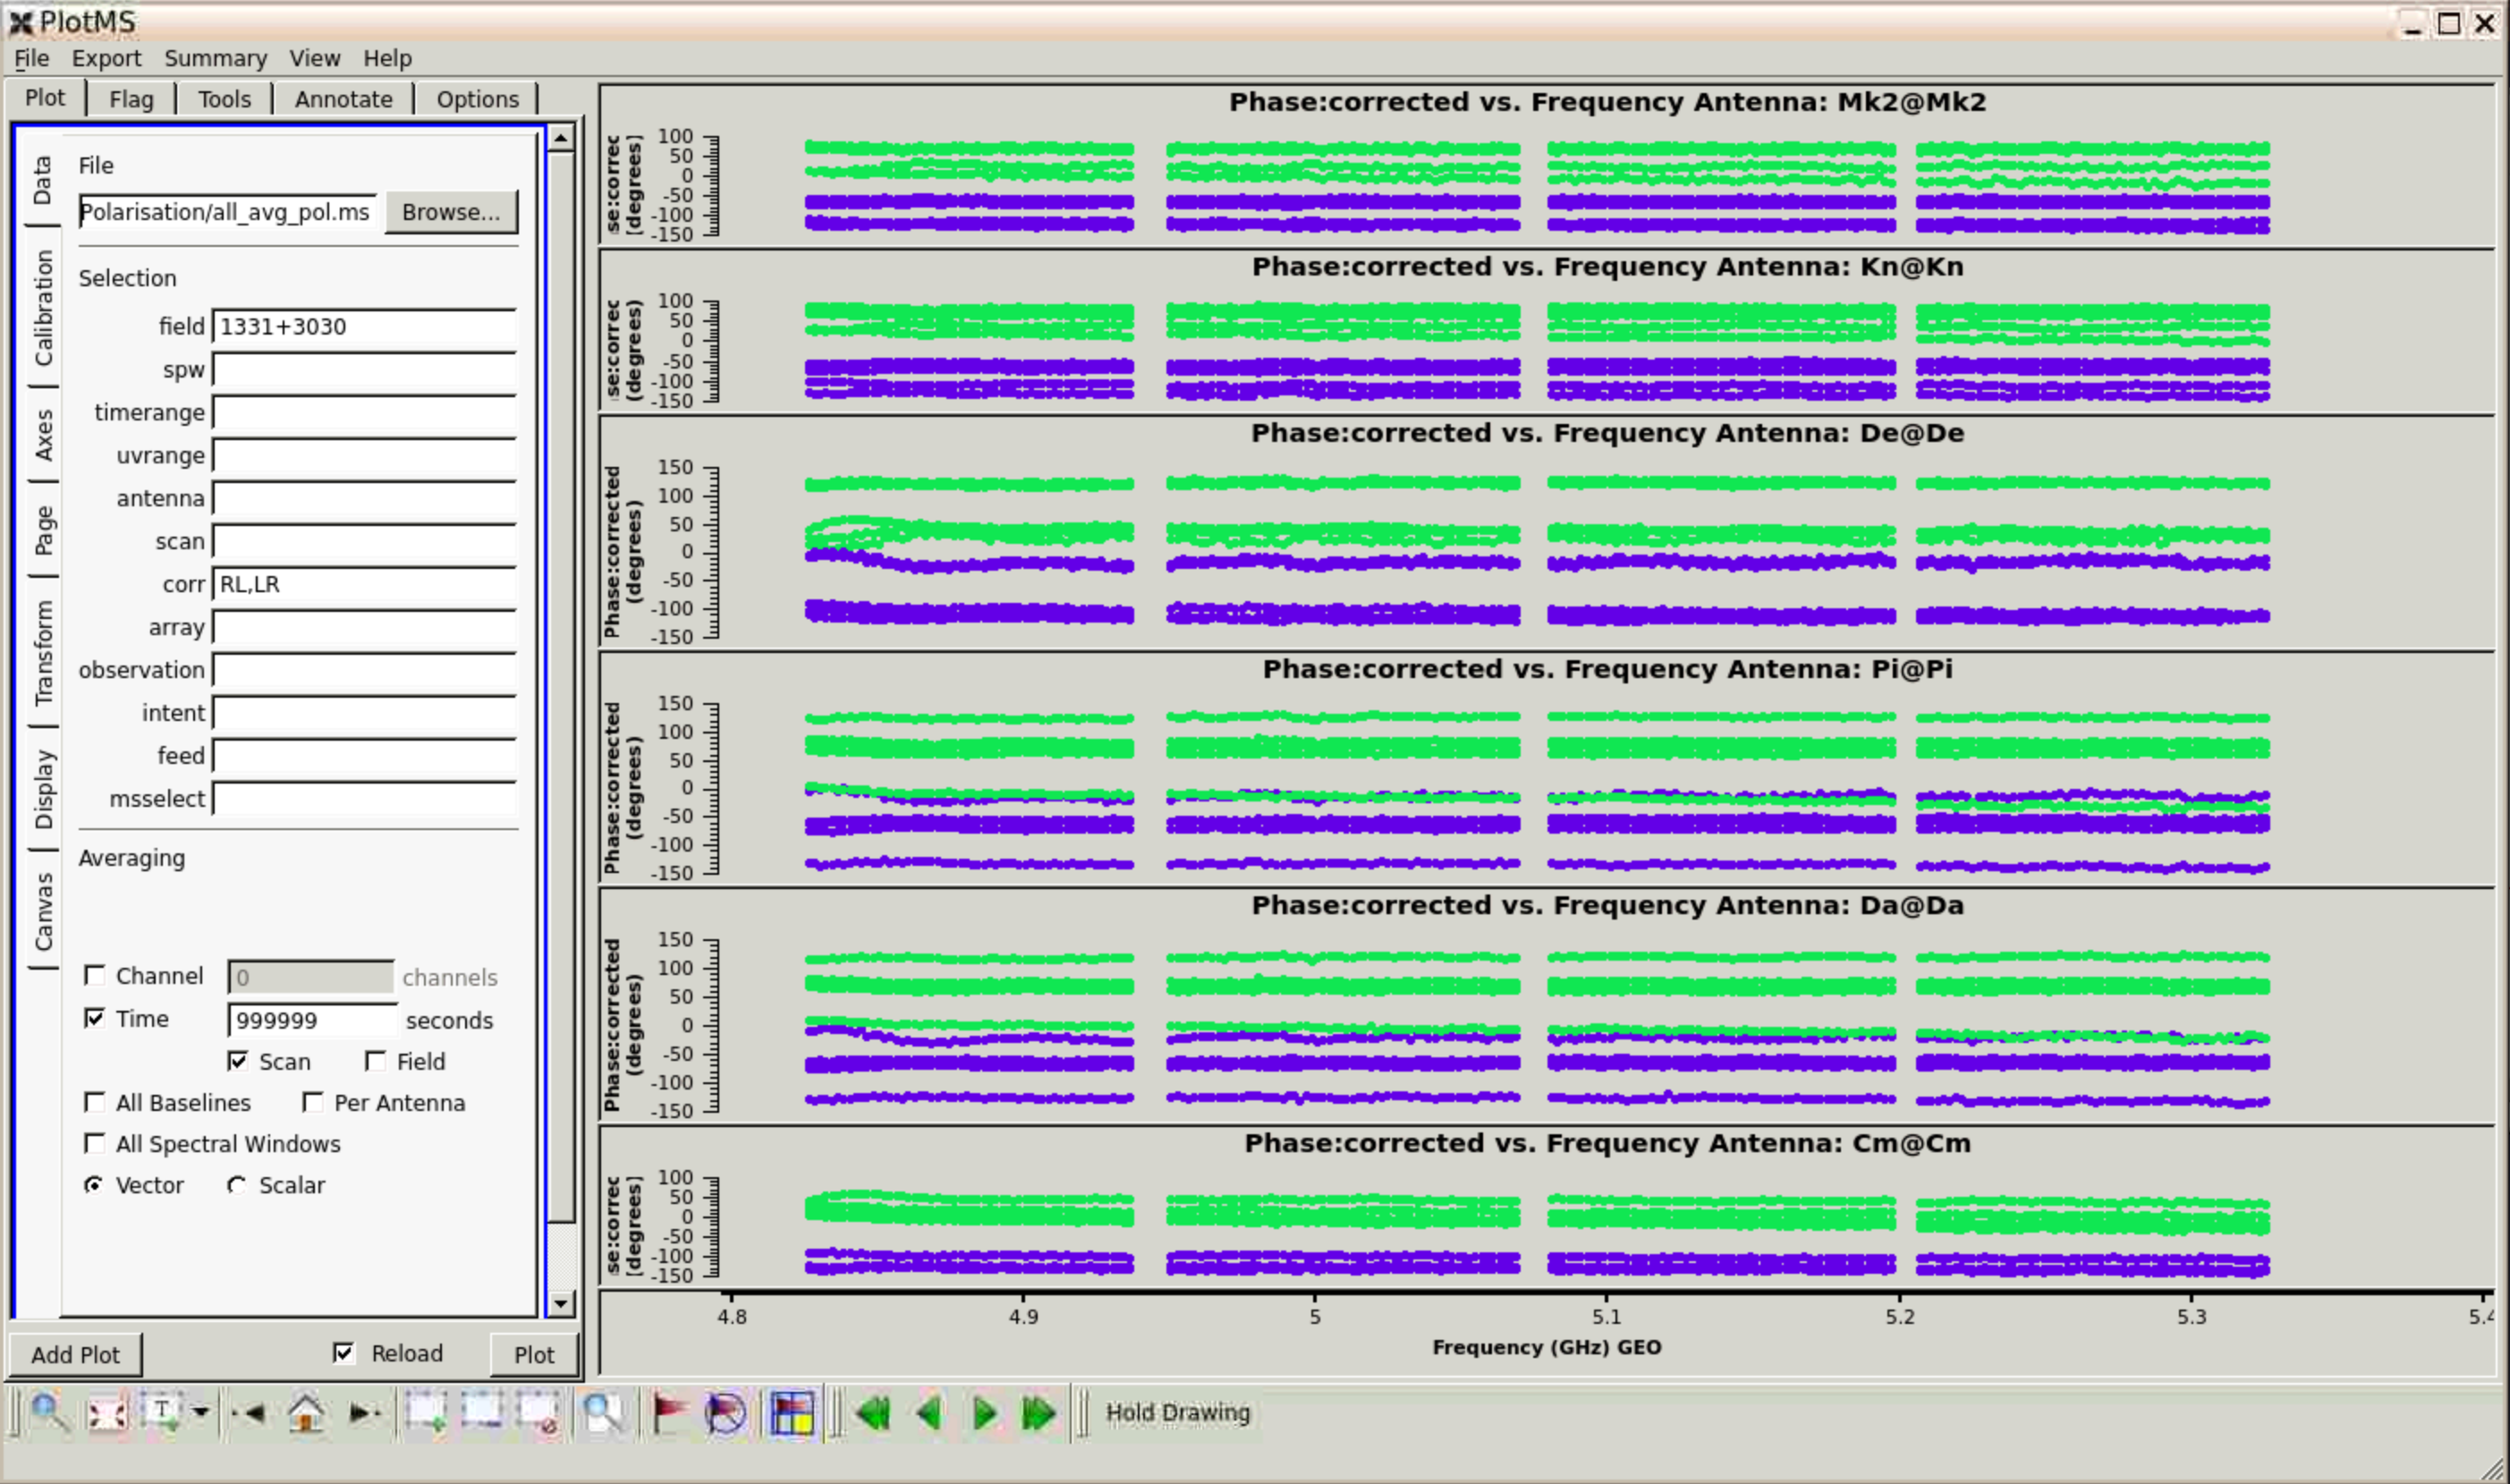 PlotMS
File Export Summary View Help
Plot Flag Tools Annotate Options
Data
Calibration
Axes
Page
Transform
Display
Canvas
File
Polarisation/all_avg_pol.ms Browse...
Selection
field 1331+3030
spw
timerange
uvrange
antenna
scan
corr RL,LR
array
observation
intent
feed
msselect
Averaging
Channel 0 channels
Time 999999 seconds
Scan Field
All Baselines Per Antenna
All Spectral Windows
Vector Scalar
Add Plot Reload Plot
Phase:corrected vs. Frequency Antenna: Mk2@Mk2
se:correc
[degrees]
100
50
0
-50
-100
-150
Phase:corrected vs. Frequency Antenna: Kn@Kn
se:correc
(degrees)
100
50
0
-50
-100
-150
Phase:corrected vs. Frequency Antenna: De@De
Phase:corrected
(degrees)
150
100
50
0
-50
-100
-150
Phase:corrected vs. Frequency Antenna: Pi@Pi
Phase:corrected
(degrees)
150
100
50
0
-50
-100
-150
Phase:corrected vs. Frequency Antenna: Da@Da
Phase:corrected
(degrees)
150
100
50
0
-50
-100
-150
Phase:corrected vs. Frequency Antenna: Cm@Cm
se:correc
[degrees]
100
50
0
-50
-100
-150
4.8 4.9 5 5.1 5.2 5.3 5.4
Frequency (GHz) GEO
T
Hold Drawing